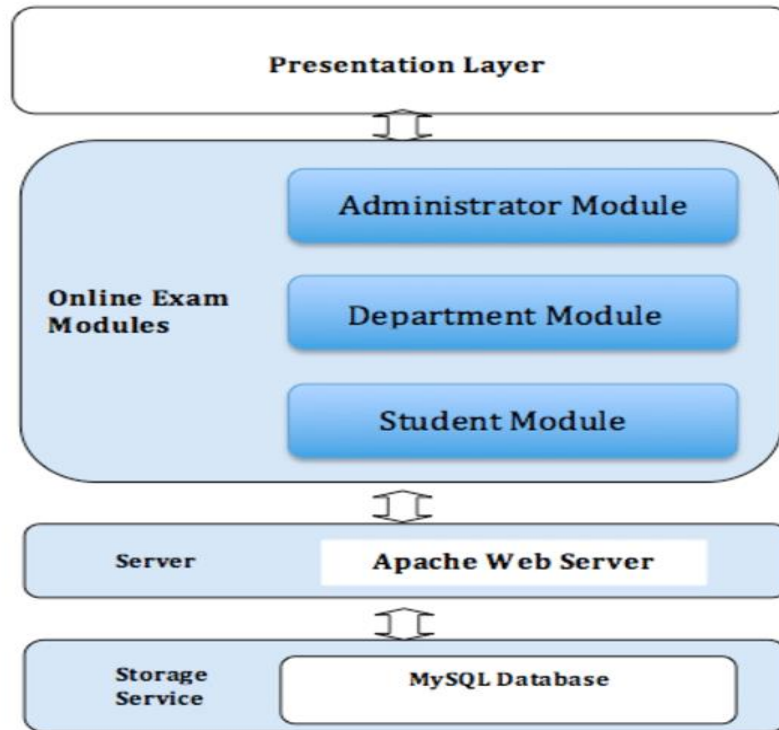 Presentation Layer
Administrator Module
Online Exam
Modules
Department Module
Student Module
Server
Apache Web Server
Storage
Service
MySQL Database